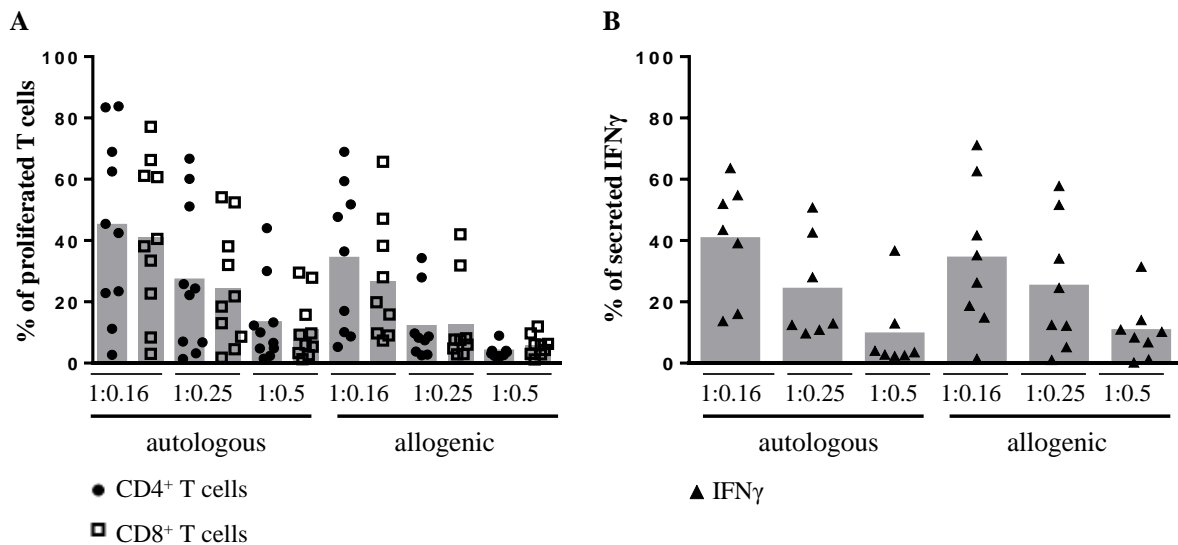 A
B
% of proliferated T cells
100
80
60
40
20
0
1:0.16 1:0.25 1:0.5 1:0.16 1:0.25 1:0.5
autologous allogenic
● CD4⁺ T cells
CD8⁺ T cells
% of secreted IFNγ
100
80
60
40
20
0
1:0.16 1:0.25 1:0.5 1:0.16 1:0.25 1:0.5
autologous allogenic
▲ IFNγ